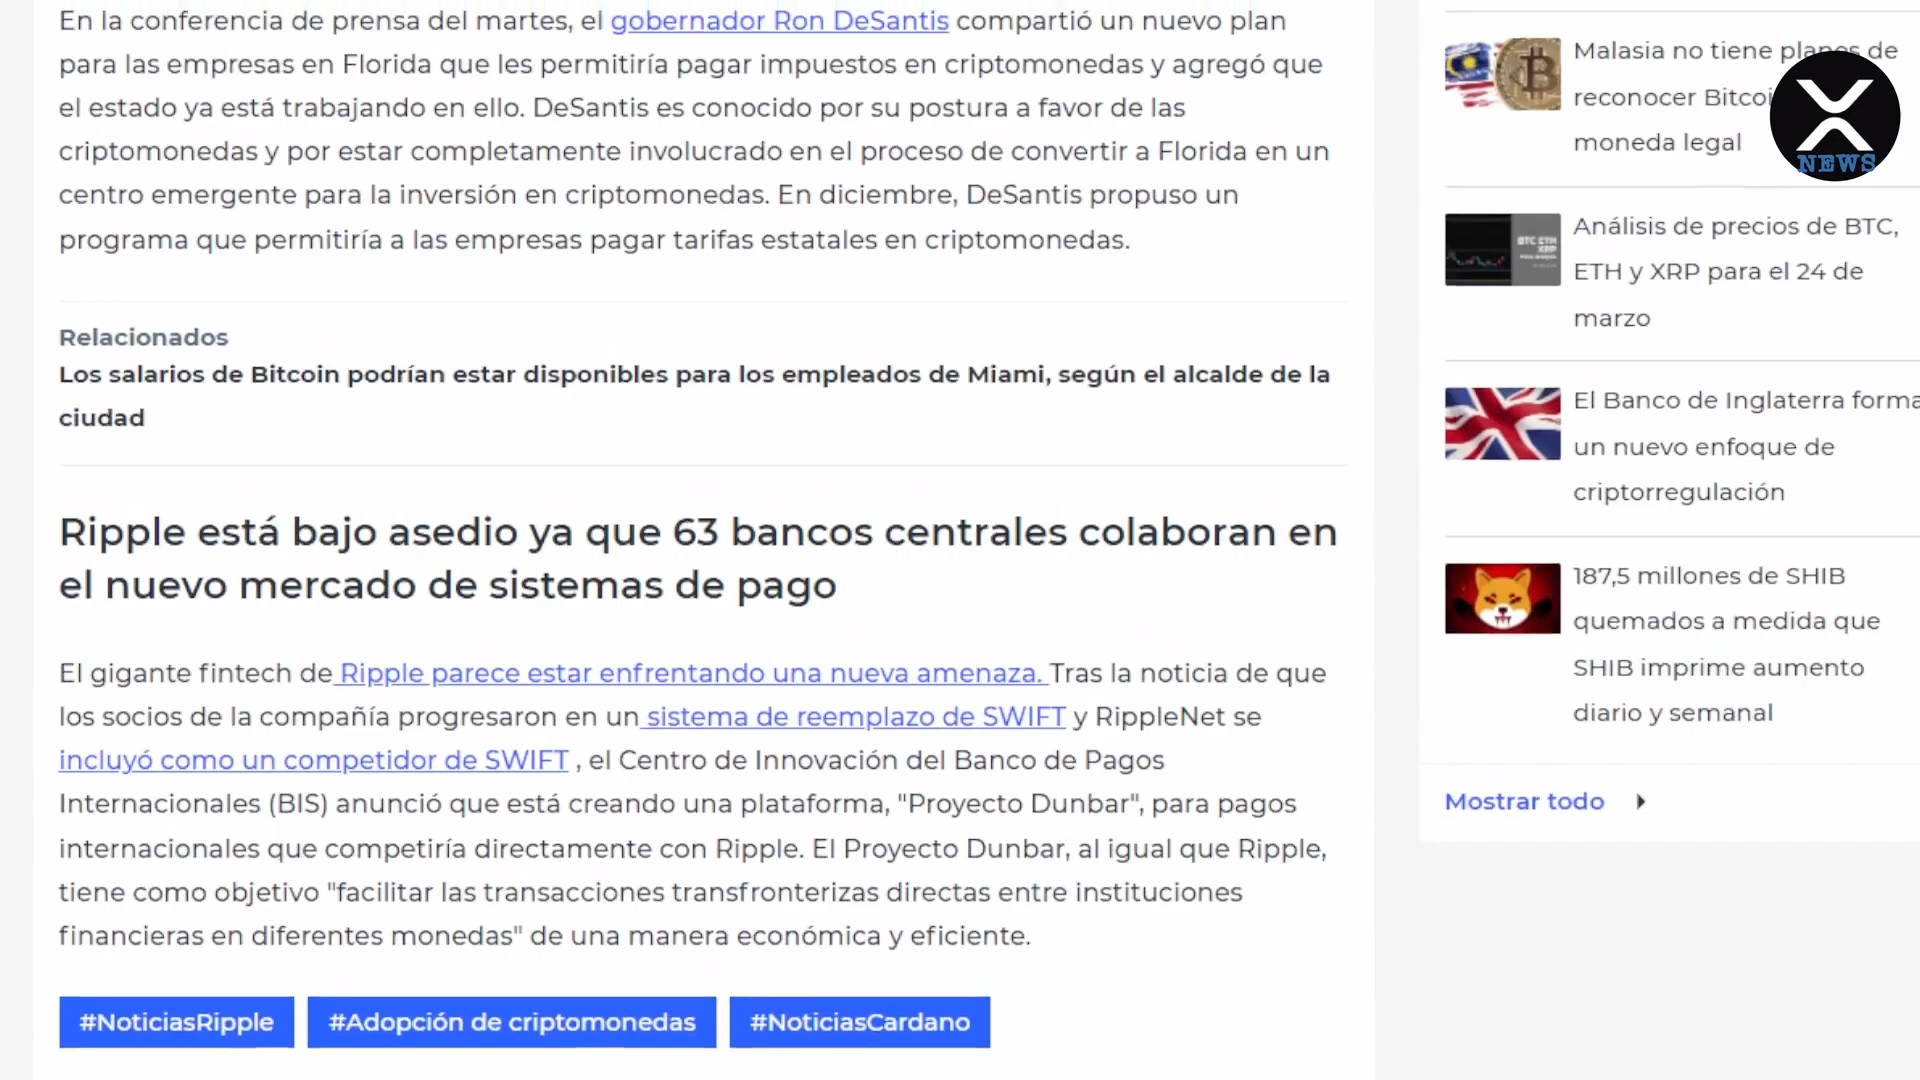 En la conferencia de prensa del martes, el gobernador Ron DeSantis compartió un nuevo plan
para las empresas en Florida que les permitiría pagar impuestos en criptomonedas y agregó que
el estado ya está trabajando en ello. DeSantis es conocido por su postura a favor de las
criptomonedas y por estar completamente involucrado en el proceso de convertir a Florida en un
centro emergente para la inversión en criptomonedas. En diciembre, DeSantis propuso un
programa que permitiría a las empresas pagar tarifas estatales en criptomonedas.
Relacionados
Los salarios de Bitcoin podrían estar disponibles para los empleados de Miami, según el alcalde de la
ciudad
Ripple está bajo asedio ya que 63 bancos centrales colaboran en
el nuevo mercado de sistemas de pago
El gigante fintech de Ripple parece estar enfrentando una nueva amenaza. Tras la noticia de que
los socios de la compañía progresaron en un sistema de reemplazo de SWIFT y RippleNet se
incluyó como un competidor de SWIFT , el Centro de Innovación del Banco de Pagos
Internacionales (BIS) anunció que está creando una plataforma, "Proyecto Dunbar", para pagos
internacionales que competiría directamente con Ripple. El Proyecto Dunbar, al igual que Ripple,
tiene como objetivo "facilitar las transacciones transfronterizas directas entre instituciones
financieras en diferentes monedas" de una manera económica y eficiente.
#NoticiasRipple #Adopción de criptomonedas #NoticiasCardano
Malasia no tiene planes de
reconocer Bitcoi
moneda legal
NEWS
BTC ETH
XRP
Análisis de precios de BTC,
ETH y XRP para el 24 de
marzo
El Banco de Inglaterra forma
un nuevo enfoque de
criptorregulación
187,5 millones de SHIB
quemados a medida que
SHIB imprime aumento
diario y semanal
Mostrar todo